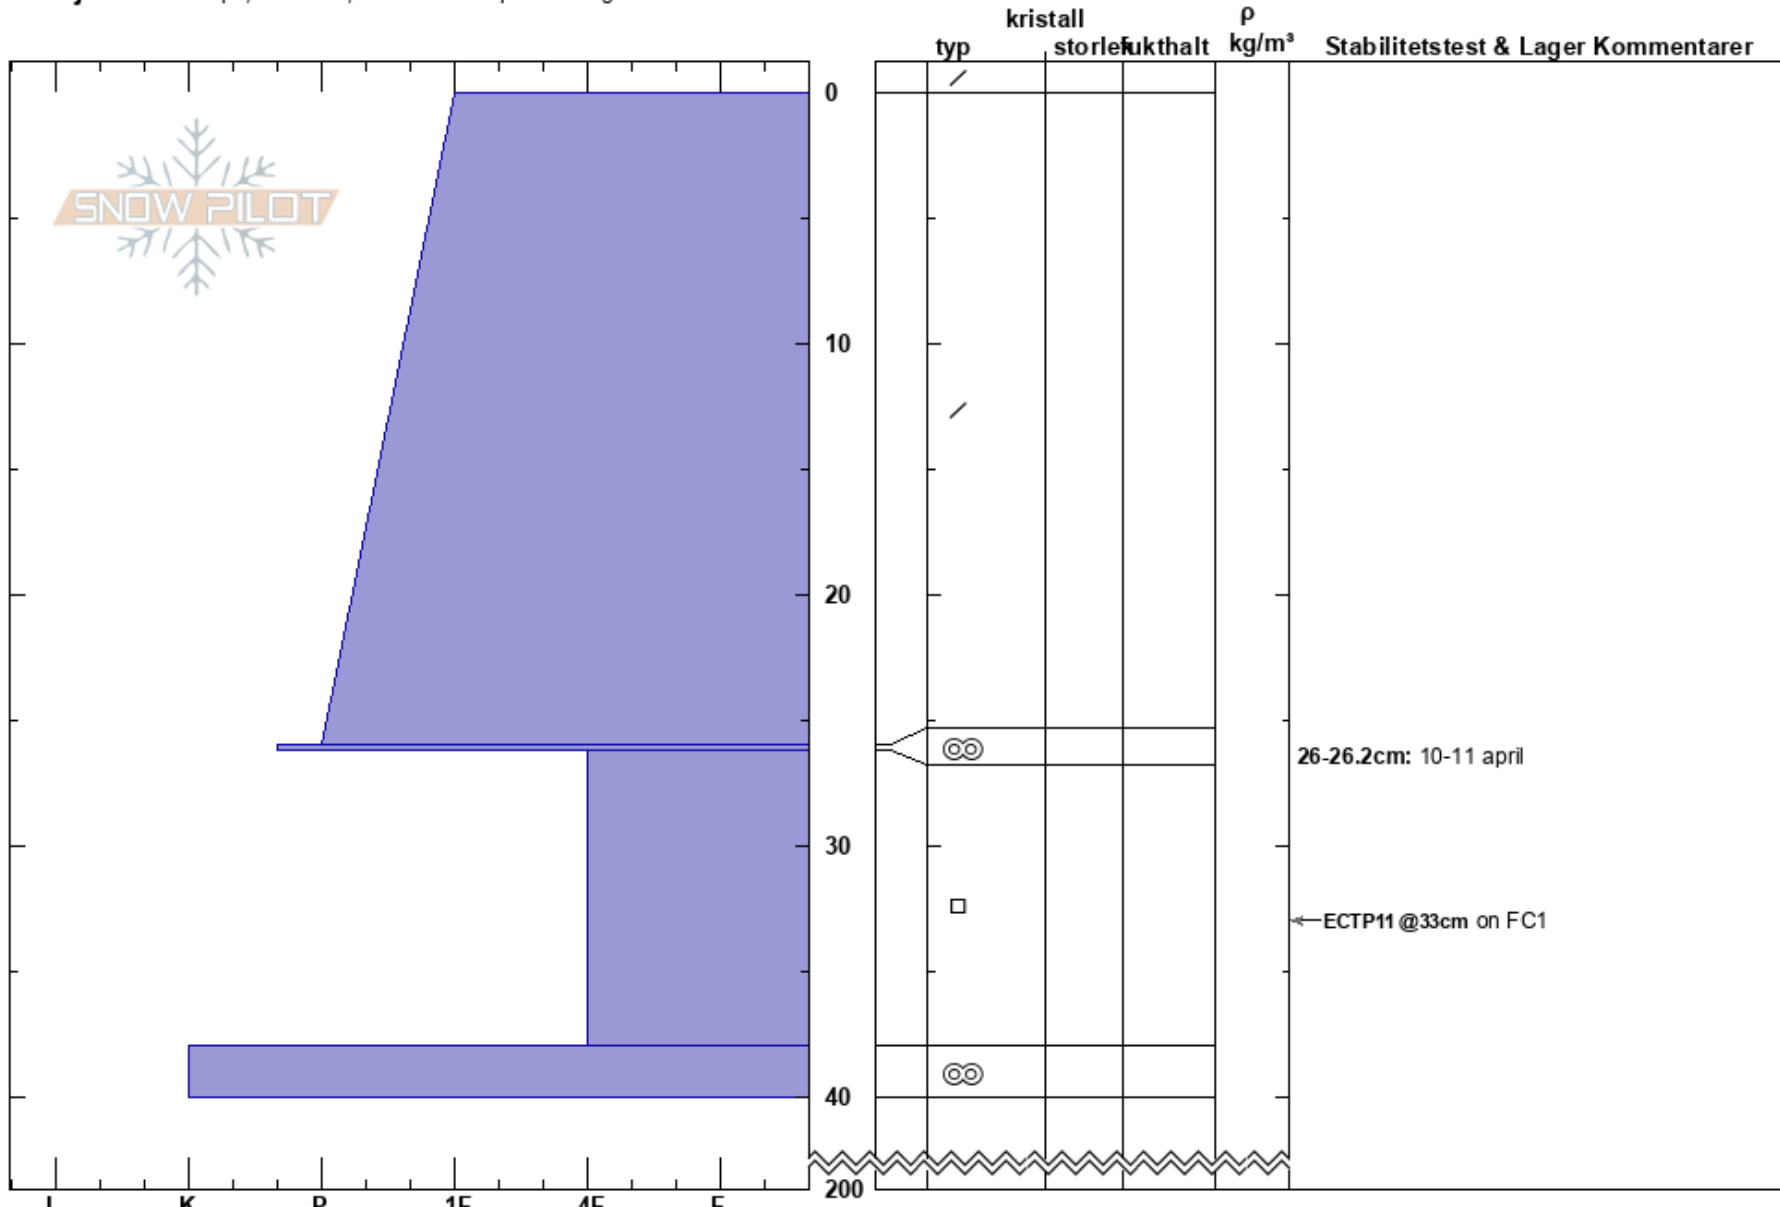 kristall
ρ
typ
storlek
fukthalt
kg/m³
Stabilitetstest & Lager Kommentarer
0
SNOW PILOT
10
20
26-26.2cm: 10-11 april
30
ECTP11 @33cm on FC1
40
200
I K P 1F 4F F